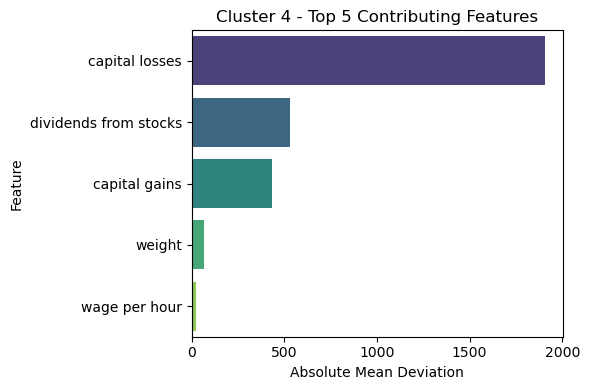 Cluster 4 - Top 5 Contributing Features
Feature
capital losses
dividends from stocks
capital gains
weight
wage per hour
0 500 1000 1500 2000
Absolute Mean Deviation